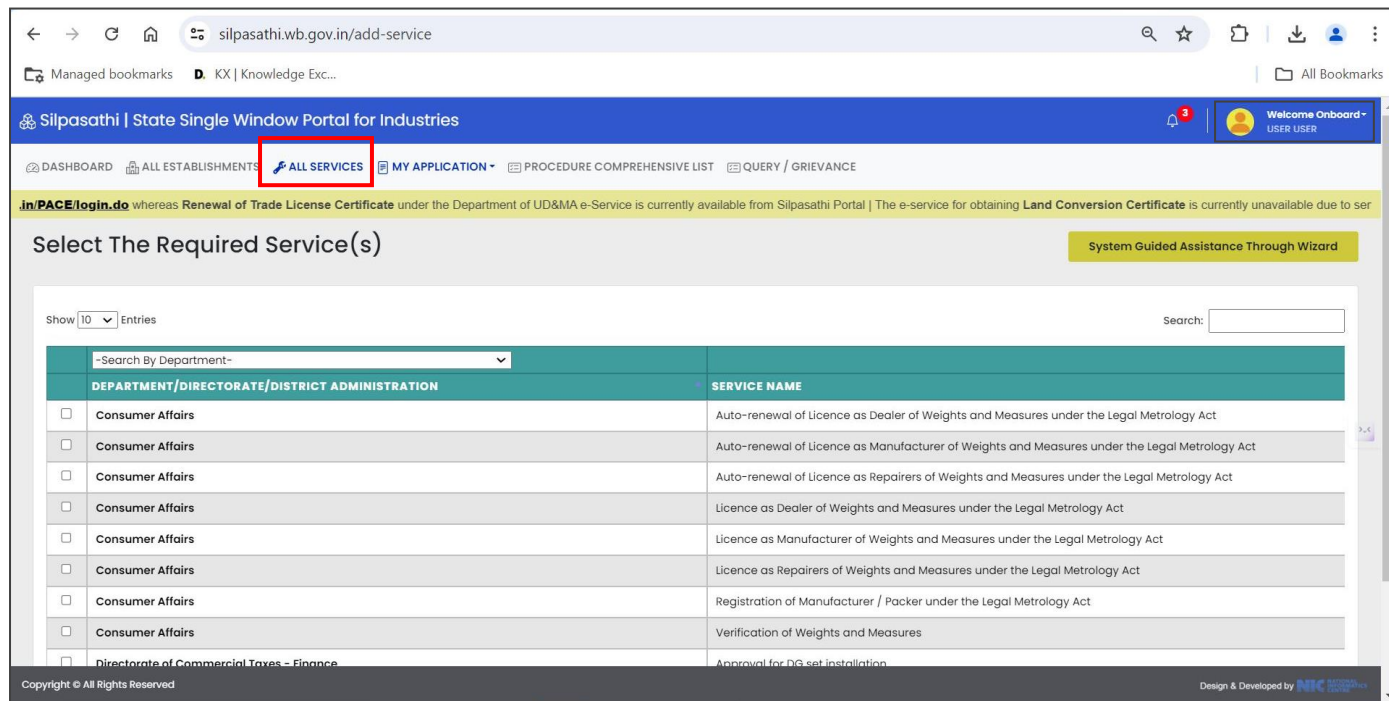 silpasathi.wb.gov.in/add-service
Managed bookmarks D. KX | Knowledge Exc... All Bookmarks
Silpasathi | State Single Window Portal for Industries 3 Welcome Onboard
USER USER
DASHBOARD ALL ESTABLISHMENTS ALL SERVICES MY APPLICATION PROCEDURE COMPREHENSIVE LIST QUERY / GRIEVANCE
.in/PACE/login.do whereas Renewal of Trade License Certificate under the Department of UD&MA e-Service is currently available from Silpasathi Portal | The e-service for obtaining Land Conversion Certificate is currently unavailable due to ser
Select The Required Service(s) System Guided Assistance Through Wizard
Show 10 Entries Search:
-Search By Department-
DEPARTMENT/DIRECTORATE/DISTRICT ADMINISTRATION SERVICE NAME
Consumer Affairs Auto-renewal of Licence as Dealer of Weights and Measures under the Legal Metrology Act
Consumer Affairs Auto-renewal of Licence as Manufacturer of Weights and Measures under the Legal Metrology Act
Consumer Affairs Auto-renewal of Licence as Repairers of Weights and Measures under the Legal Metrology Act
Consumer Affairs Licence as Dealer of Weights and Measures under the Legal Metrology Act
Consumer Affairs Licence as Manufacturer of Weights and Measures under the Legal Metrology Act
Consumer Affairs Licence as Repairers of Weights and Measures under the Legal Metrology Act
Consumer Affairs Registration of Manufacturer / Packer under the Legal Metrology Act
Consumer Affairs Verification of Weights and Measures
Directorate of Commercial Taxes - Finance Approval for DG set installation
Copyright © All Rights Reserved Design & Developed by NIC NATIONAL INFORMATICS CENTRE